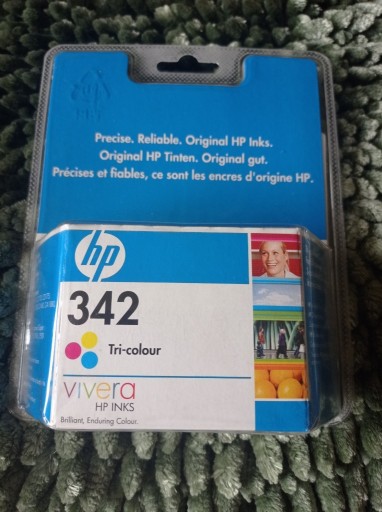 Precise. Reliable. Original HP Inks.
Original HP Tinten. Original gut.
Précises et fiables, ce sont les encres d'origine HP.
hp
342
Tri-colour
vivera
HP INKS
Brilliant, Enduring Colour.